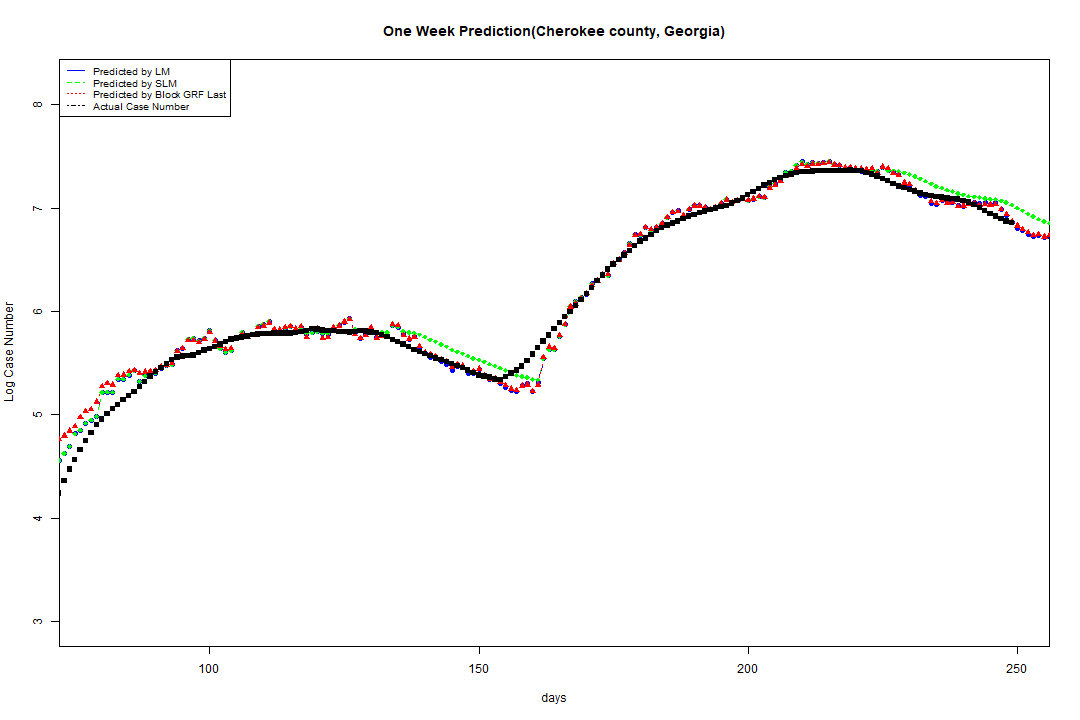 One Week Prediction(Cherokee county, Georgia)
Predicted by LM
Predicted by SLM
Predicted by Block GRF Last
Actual Case Number
8
7
6
5
4
3
Log Case Number
100 150 200 250
days